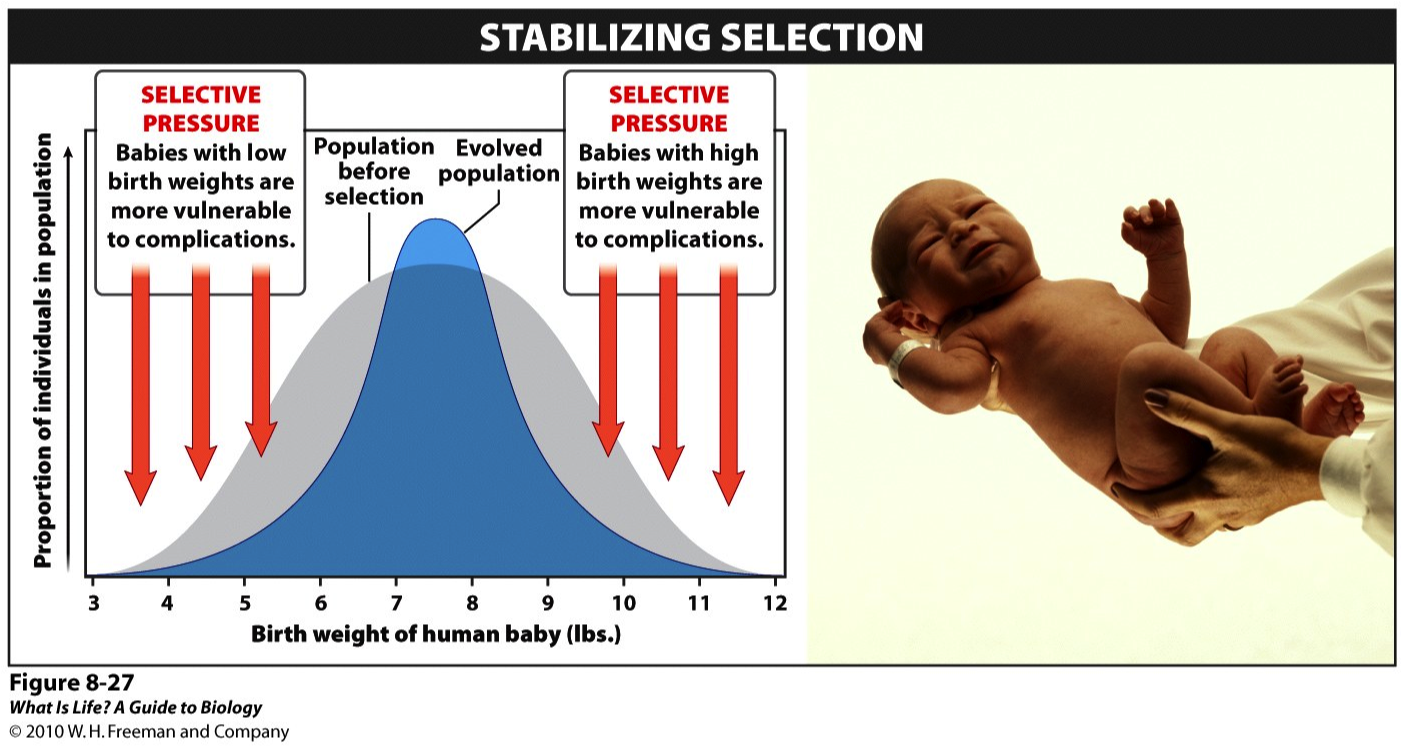 STABILIZING SELECTION
SELECTIVE
PRESSURE
Babies with low
birth weights are
more vulnerable
to complications.
Population
before
selection
Evolved
population
SELECTIVE
PRESSURE
Babies with high
birth weights are
more vulnerable
to complications.
Proportion of individuals in population
3 4 5 6 7 8 9 10 11 12
Birth weight of human baby (lbs.)
Figure 8-27
What Is Life? A Guide to Biology
© 2010 W. H. Freeman and Company